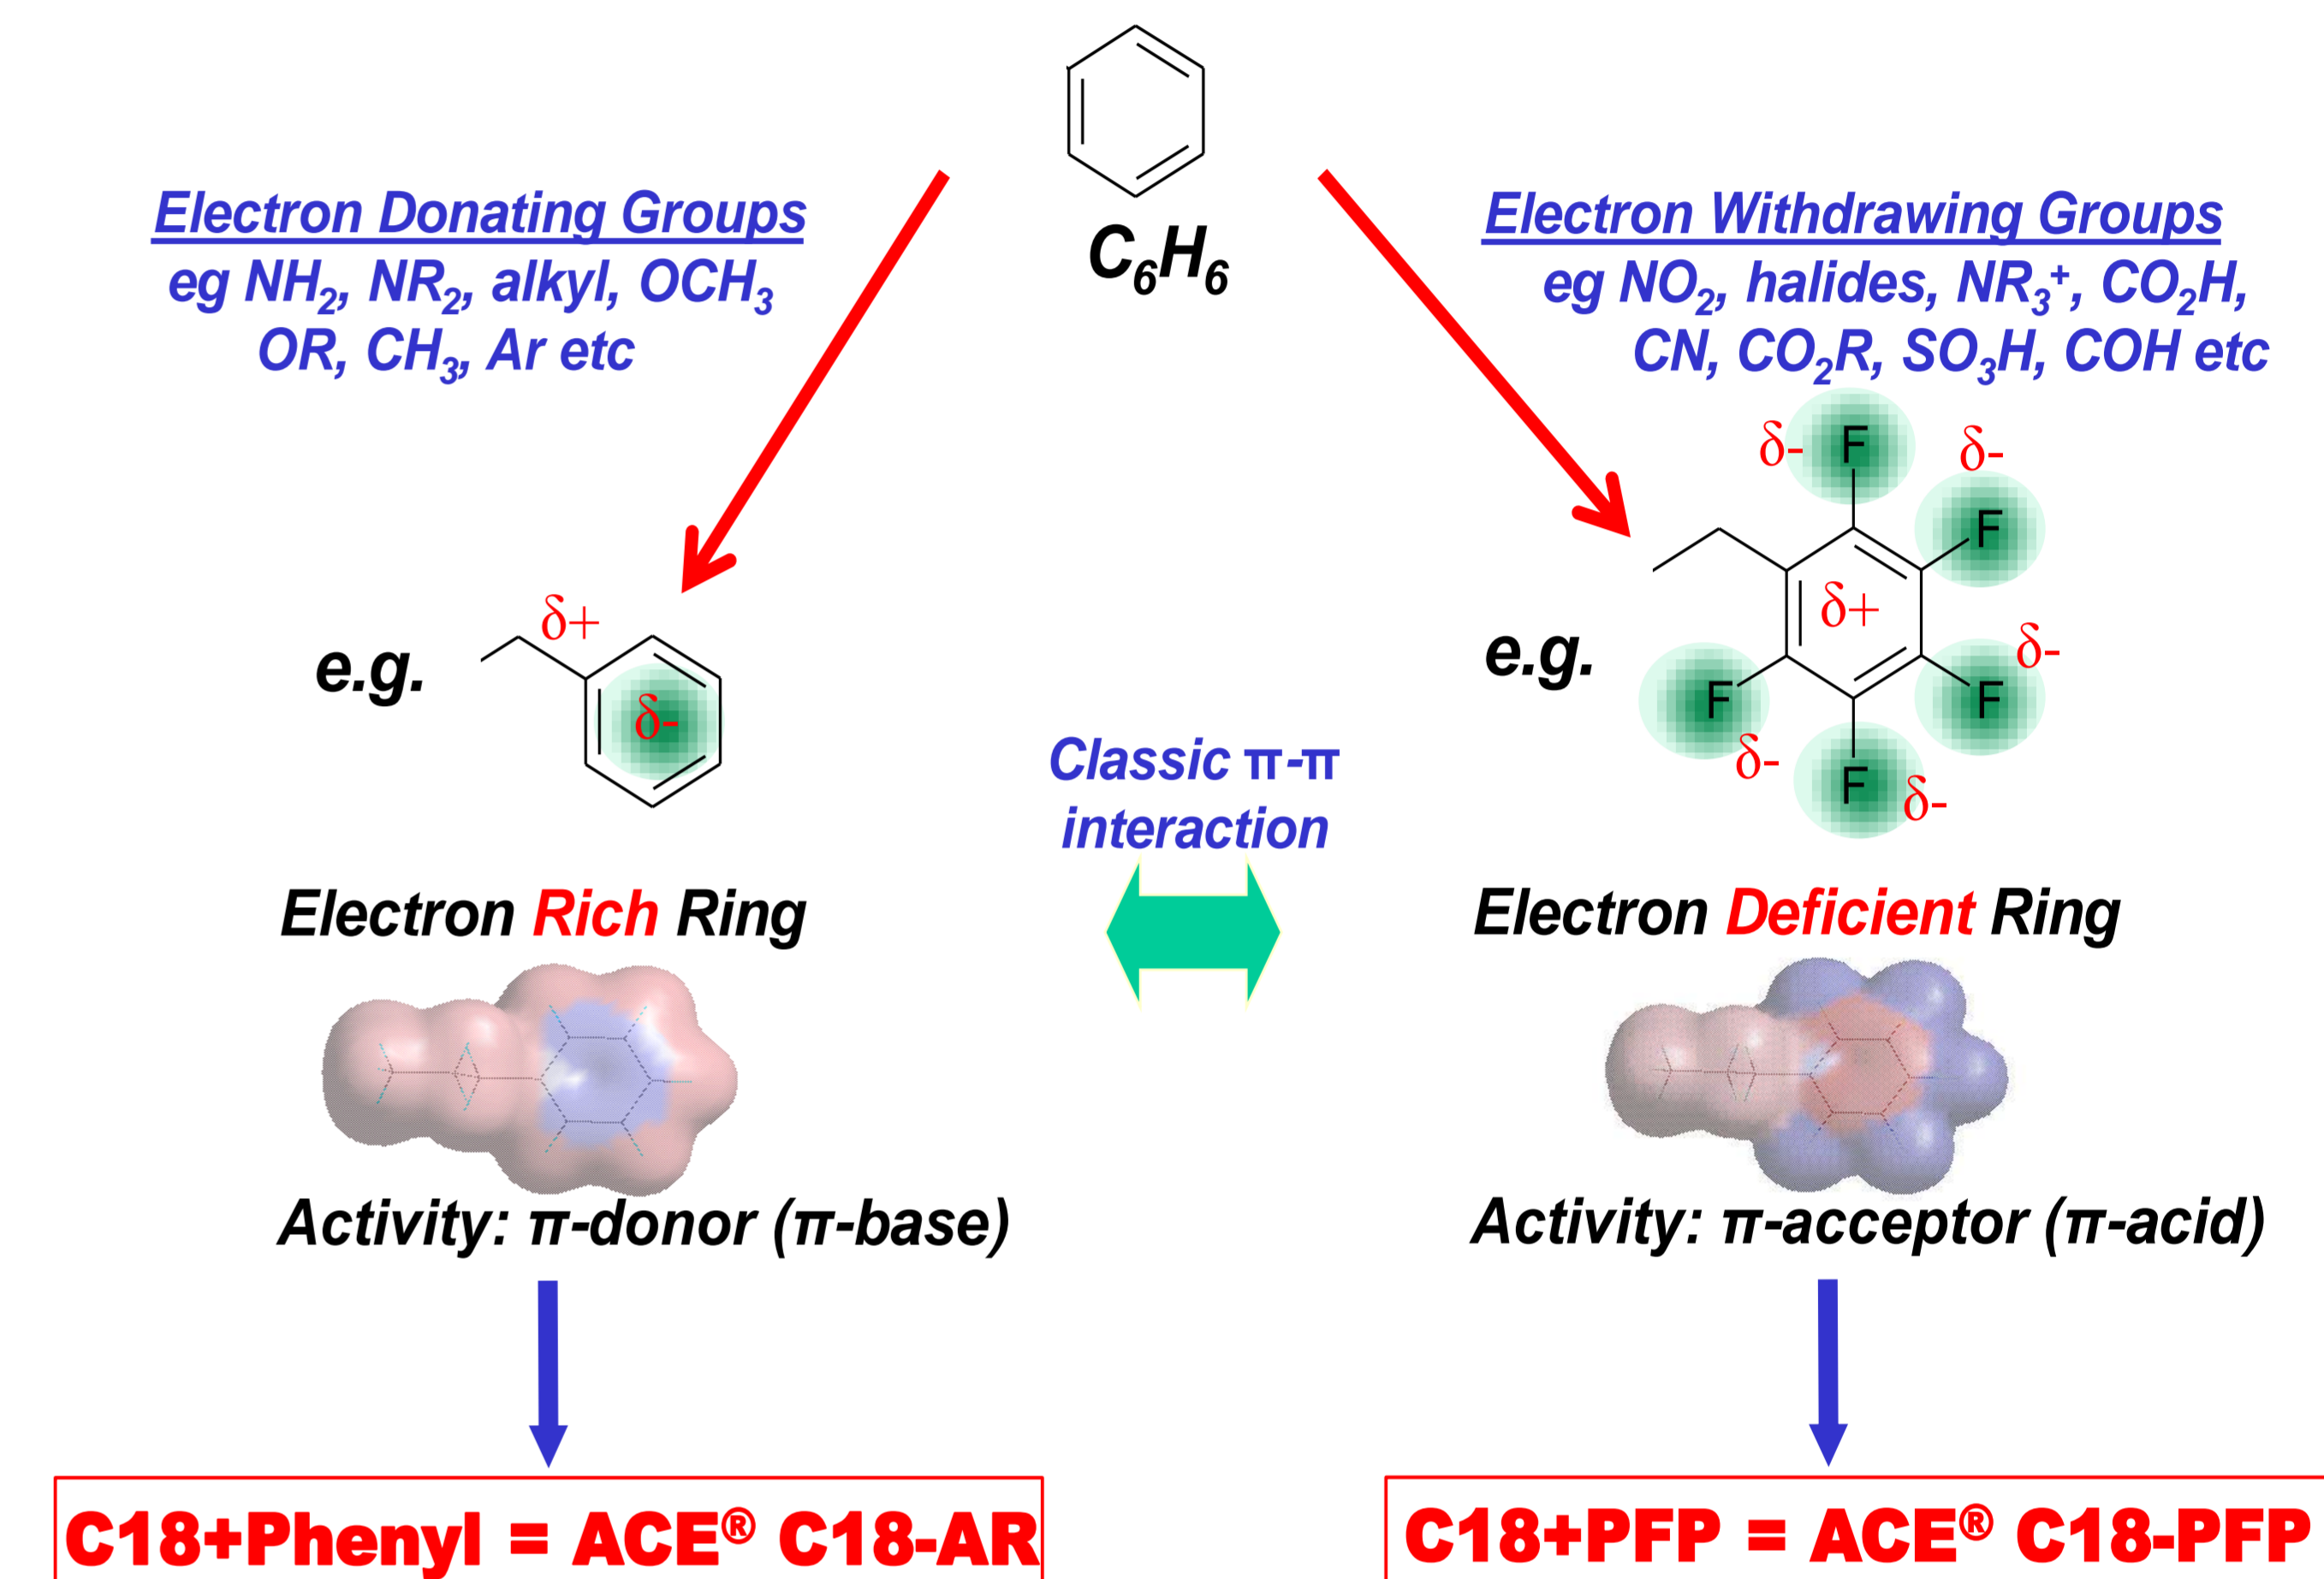 C₆H₆
Electron Donating Groups
eg NH₂, NR₂, alkyl, OCH₃
OR, CH₃, Ar etc
Electron Withdrawing Groups
eg NO₂, halides, NR₃⁺, CO₂H,
CN, CO₂R, SO₃H, COH etc
e.g.
δ+
δ-
Classic π-π
interaction
e.g.
δ-
F
δ-
F
δ+
δ-
F
F
δ-
F
δ-
Electron Rich Ring
Electron Deficient Ring
Activity: π-donor (π-base)
Activity: π-acceptor (π-acid)
C18+Phenyl = ACE® C18-AR
C18+PFP = ACE® C18-PFP